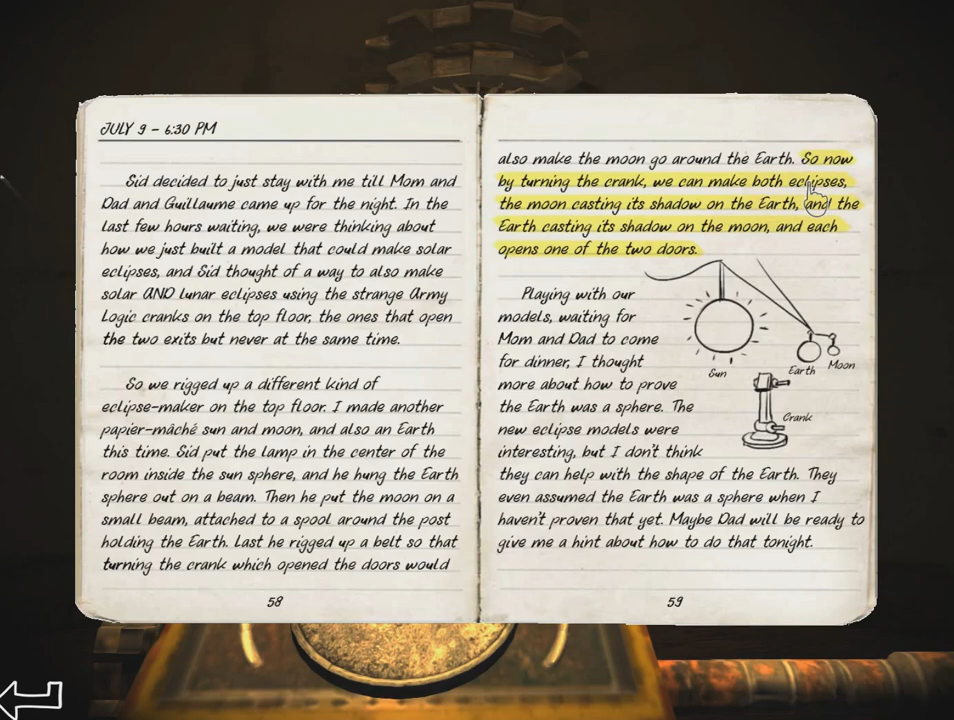 JULY 9 - 6:30 PM
Sid decided to just stay with me till Mom and
Dad and Guillaume came up for the night. In the
last few hours waiting, we were thinking about
how we just built a model that could make solar
eclipses, and Sid thought of a way to also make
solar AND lunar eclipses using the strange Army
Logic cranks on the top floor, the ones that open
the two exits but never at the same time.
So we rigged up a different kind of
eclipse-maker on the top floor. I made another
papier-mâché sun and moon, and also an Earth
this time. Sid put the lamp in the center of the
room inside the sun sphere, and he hung the Earth
sphere out on a beam. Then he put the moon on a
small beam, attached to a spool around the post
holding the Earth. Last he rigged up a belt so that
turning the crank which opened the doors would
58
also make the moon go around the Earth. So now
by turning the crank, we can make both eclipses,
the moon casting its shadow on the Earth, and the
Earth casting its shadow on the moon, and each
opens one of the two doors.
Playing with our
models, waiting for
Mom and Dad to come
for dinner, I thought
more about how to prove
the Earth was a sphere. The
new eclipse models were
interesting, but I don't think
they can help with the shape of the Earth. They
even assumed the Earth was a sphere when I
haven't proven that yet. Maybe Dad will be ready to
give me a hint about how to do that tonight.
Sun
Earth
Moon
Crank
59